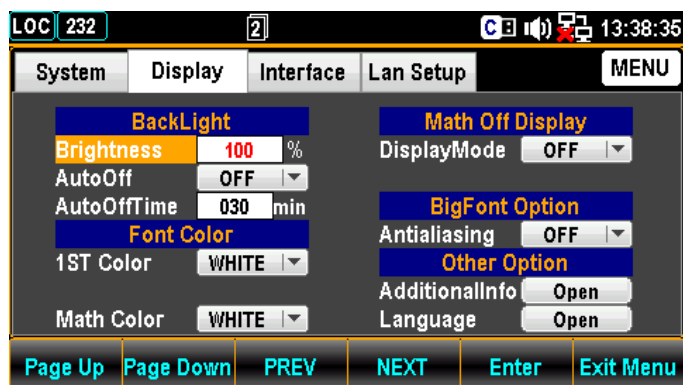 LOC 232 2 C 13:38:35
System Display Interface Lan Setup MENU
BackLight
Brightness 100 %
AutoOff OFF
AutoOffTime 030 min
Font Color
1ST Color WHITE
Math Color WHITE
Math Off Display
DisplayMode OFF
BigFont Option
Antialiasing OFF
Other Option
AdditionalInfo Open
Language Open
Page Up Page Down PREV NEXT Enter Exit Menu